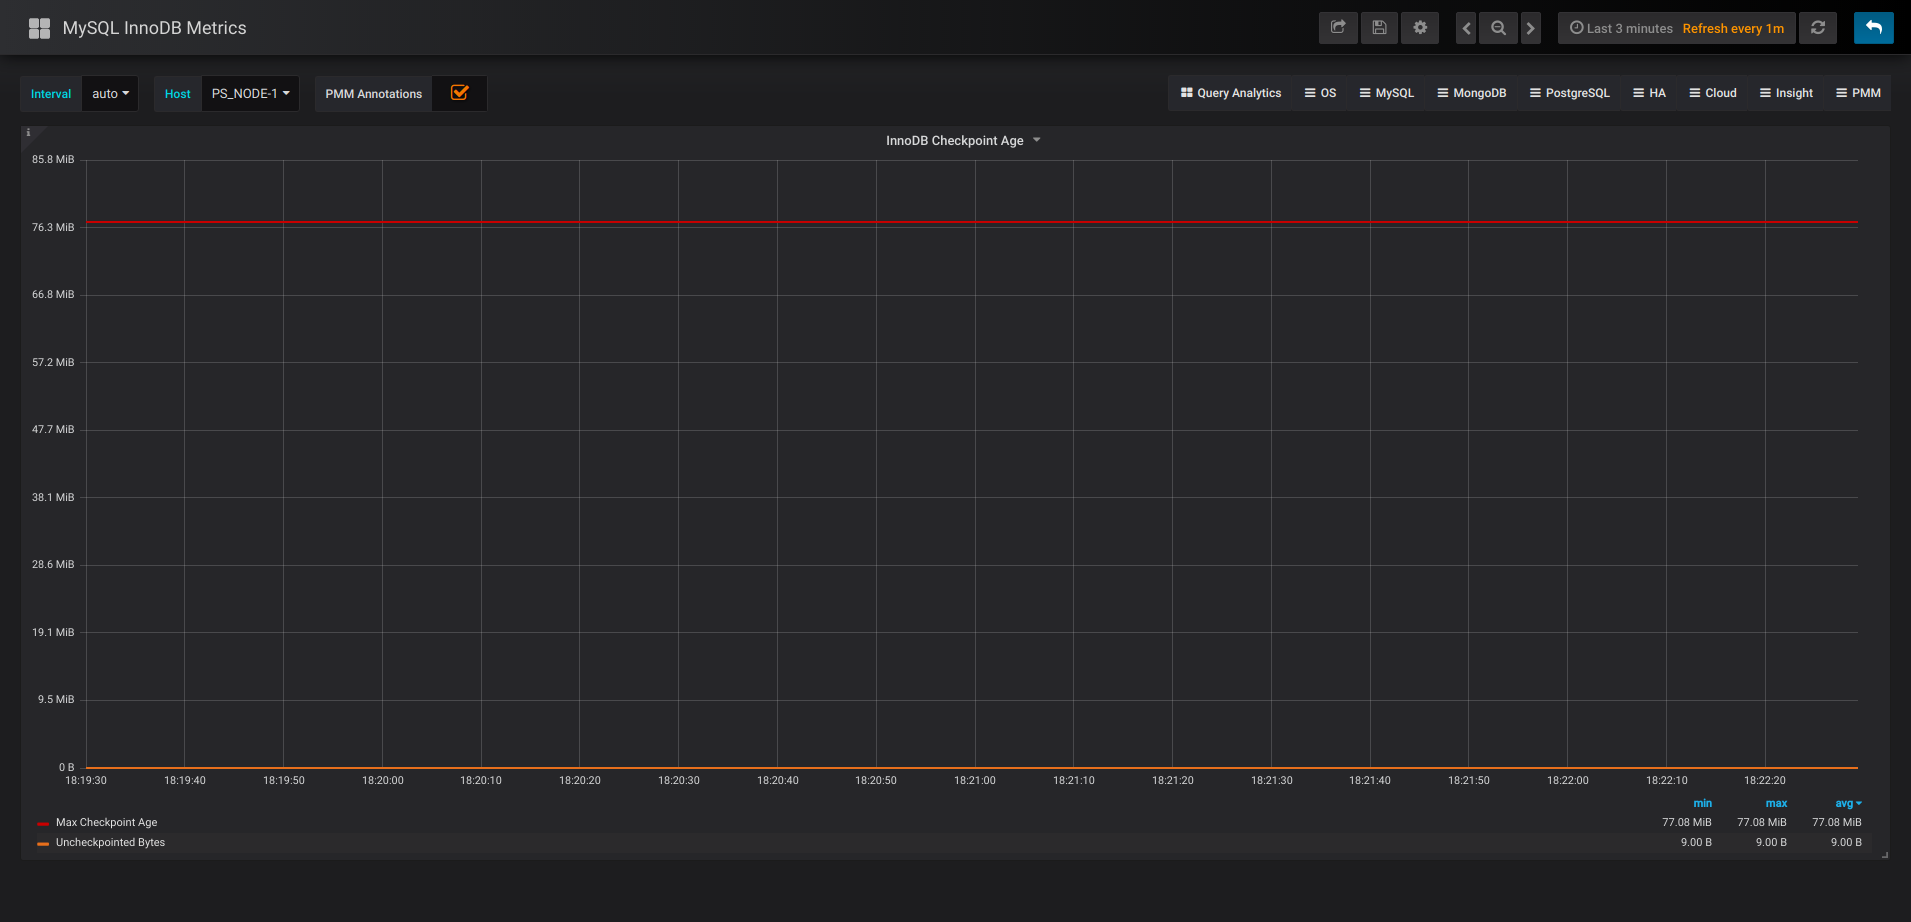 MySQL InnoDB Metrics
Last 3 minutes Refresh every 1m
Interval auto Host PS_NODE-1 PMM Annotations
Query Analytics OS MySQL MongoDB PostgreSQL HA Cloud Insight PMM
i
InnoDB Checkpoint Age
85.8 MiB
76.3 MiB
66.8 MiB
57.2 MiB
47.7 MiB
38.1 MiB
28.6 MiB
19.1 MiB
9.5 MiB
0 B
18:19:30 18:19:40 18:19:50 18:20:00 18:20:10 18:20:20 18:20:30 18:20:40 18:20:50 18:21:00 18:21:10 18:21:20 18:21:30 18:21:40 18:21:50 18:22:00 18:22:10 18:22:20
min max avg
Max Checkpoint Age 77.08 MiB 77.08 MiB 77.08 MiB
Uncheckpointed Bytes 9.00 B 9.00 B 9.00 B